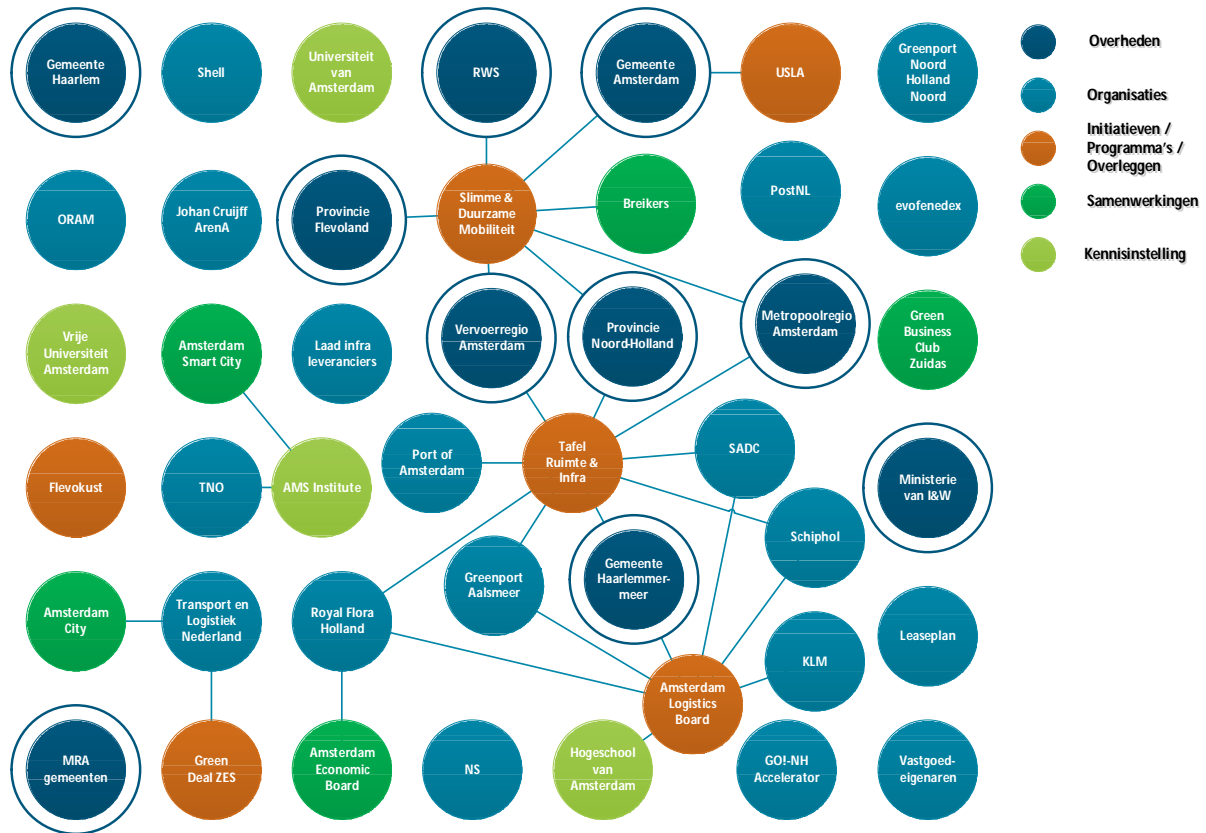 Gemeente
Haarlem
Shell
Universiteit
van
Amsterdam
RWS
Gemeente
Amsterdam
USLA
Greenport
Noord
Holland
Noord
ORAM
Johan Cruijff
ArenA
Provincie
Flevoland
Slimme &
Duurzame
Mobiliteit
Breikers
PostNL
evofenedex
Vrije
Universiteit
Amsterdam
Amsterdam
Smart City
Laad infra
leveranciers
Vervoerregio
Amsterdam
Provincie
Noord-Holland
Metropoolregio
Amsterdam
Green
Business
Club
Zuidas
Flevokust
TNO
AMS Institute
Port of
Amsterdam
Tafel
Ruimte &
Infra
SADC
Schiphol
Ministerie
van I&W
Amsterdam
City
Transport en
Logistiek
Nederland
Royal Flora
Holland
Greenport
Aalsmeer
Gemeente
Haarlemmer-
meer
KLM
Leaseplan
MRA
gemeenten
Green
Deal ZES
Amsterdam
Economic
Board
NS
Hogeschool
van
Amsterdam
Amsterdam
Logistics
Board
GO!-NH
Accelerator
Vastgoed-
eigenaren
Overheden
Organisaties
Initiatieven /
Programma's /
Overleggen
Samenwerkingen
Kennisinstelling